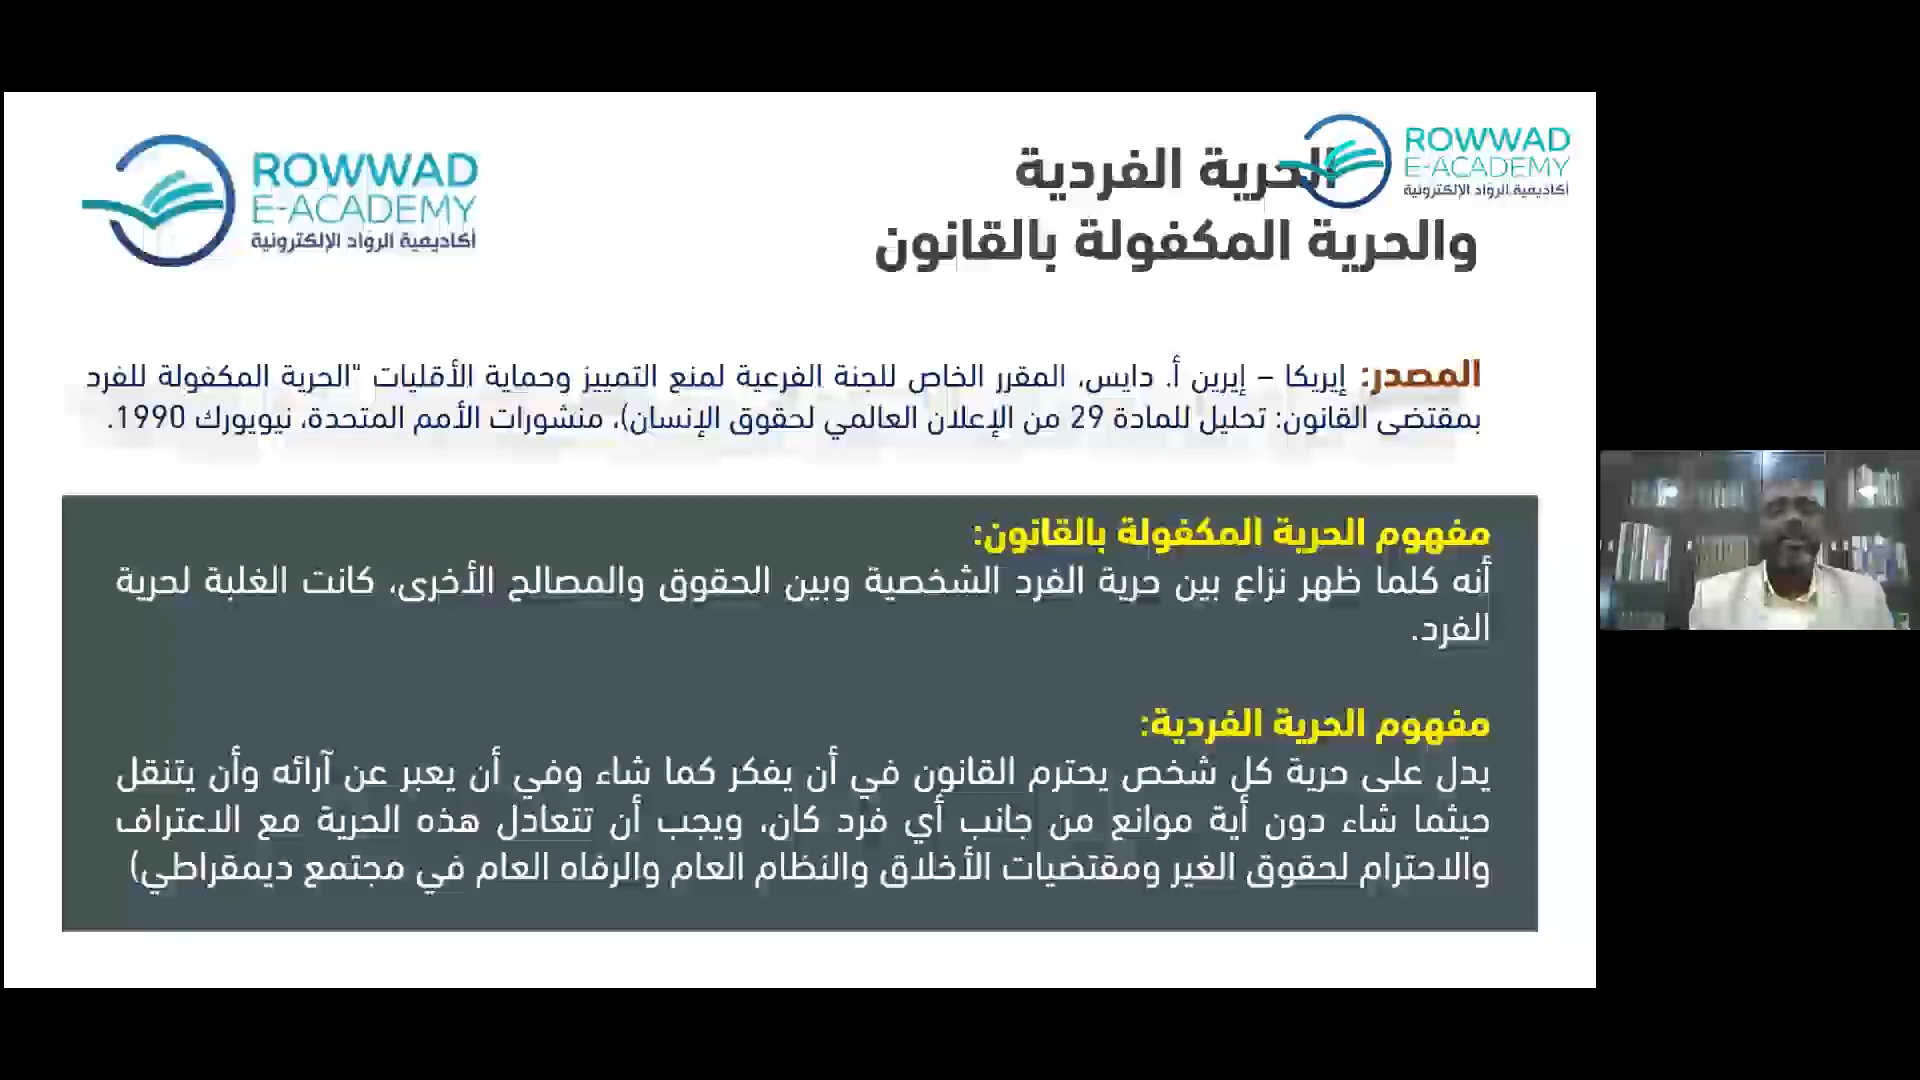 ROWWAD
E-ACADEMY
أكاديمية الرواد الإلكترونية
ROWWAD
E-ACADEMY
أكاديمية الرواد الإلكترونية
الحرية الفردية
والحرية المكفولة بالقانون
المصدر: إيريكا – إيرين أ. دايس، المقرر الخاص للجنة الفرعية لمنع التمييز وحماية الأقليات "الحرية المكفولة للفرد
بمقتضى القانون: تحليل للمادة 29 من الإعلان العالمي لحقوق الإنسان)، منشورات الأمم المتحدة، نيويورك 1990.
مفهوم الحرية المكفولة بالقانون:
أنه كلما ظهر نزاع بين حرية الفرد الشخصية وبين الحقوق والمصالح الأخرى، كانت الغلبة لحرية
الفرد.
مفهوم الحرية الفردية:
يدل على حرية كل شخص يحترم القانون في أن يفكر كما شاء وفي أن يعبر عن آرائه وأن يتنقل
حيثما شاء دون أية موانع من جانب أي فرد كان، ويجب أن تتعادل هذه الحرية مع الاعتراف
والاحترام لحقوق الغير ومقتضيات الأخلاق والنظام العام والرفاه العام في مجتمع ديمقراطي)